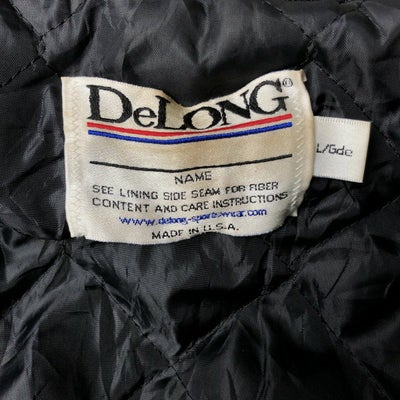 DeLONG®
NAME
SEE LINING SIDE SEAM FOR FIBER
CONTENT AND CARE INSTRUCTIONS
www.delong-sportswear.com
MADE IN U.S.A.
L/Gde